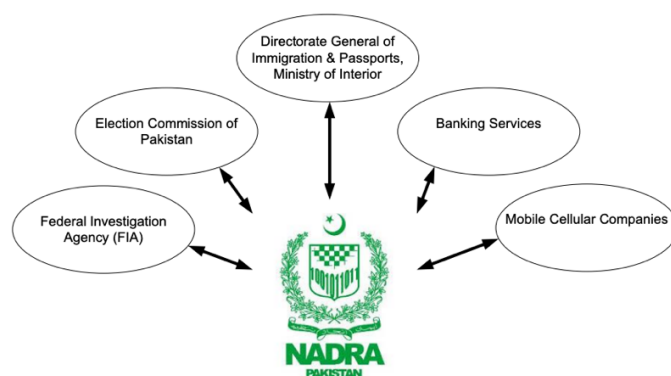 Directorate General of
Immigration & Passports,
Ministry of Interior
Election Commission of
Pakistan
Banking Services
Federal Investigation
Agency (FIA)
Mobile Cellular Companies
1001011011
NADRA
PAKISTAN